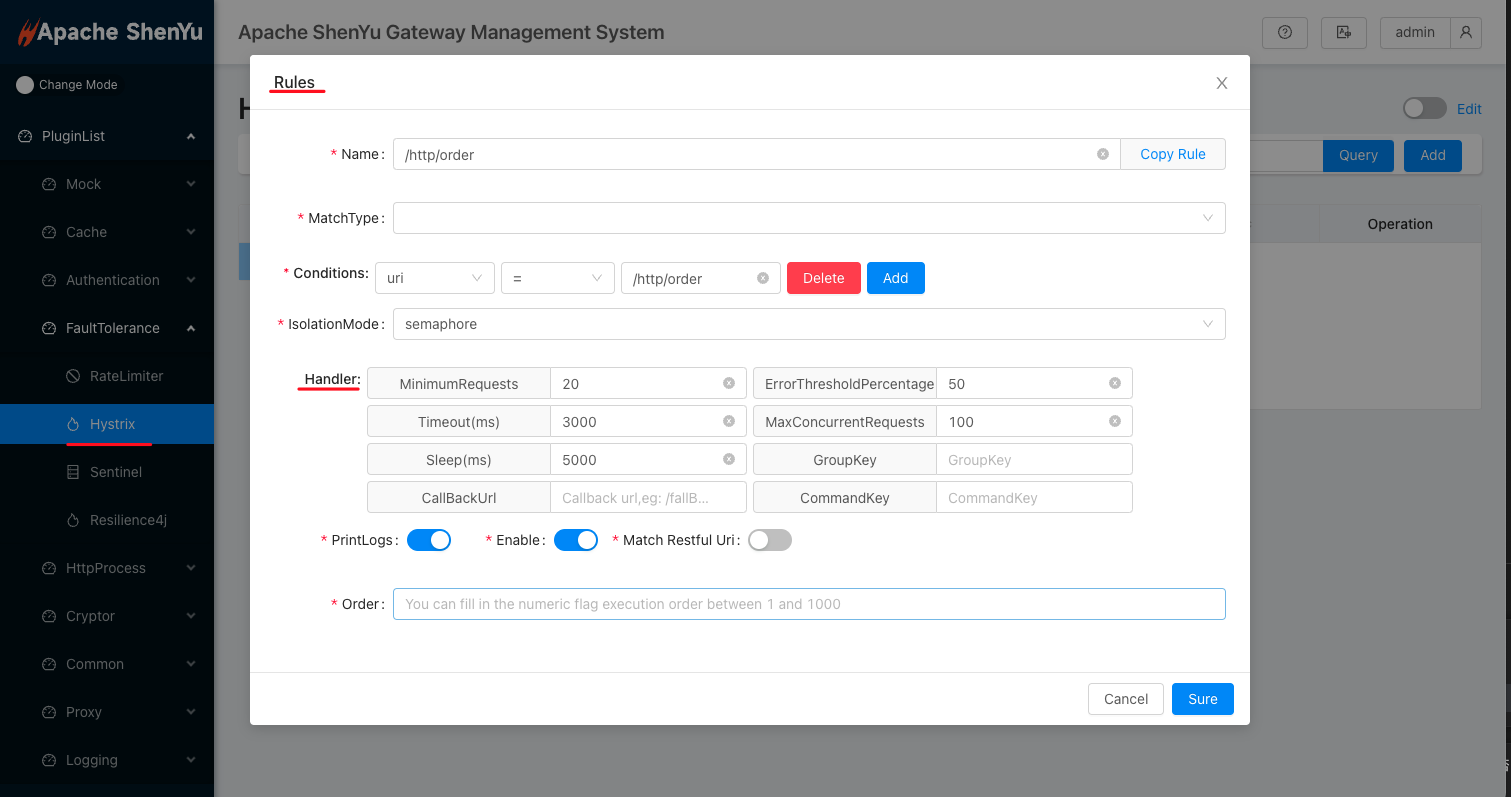 Apache ShenYu
Apache ShenYu Gateway Management System
admin
Change Mode
PluginList
Mock
Cache
Authentication
FaultTolerance
RateLimiter
Hystrix
Sentinel
Resilience4j
HttpProcess
Cryptor
Common
Proxy
Logging
Edit
Query
Add
Operation
Rules
* Name: /http/order Copy Rule
* MatchType:
* Conditions: uri = /http/order Delete Add
* IsolationMode: semaphore
Handler: MinimumRequests 20 ErrorThresholdPercentage 50
Timeout(ms) 3000 MaxConcurrentRequests 100
Sleep(ms) 5000 GroupKey GroupKey
CallBackUrl Callback url,eg: /fallB... CommandKey CommandKey
* PrintLogs: * Enable: * Match Restful Uri:
* Order: You can fill in the numeric flag execution order between 1 and 1000
Cancel Sure